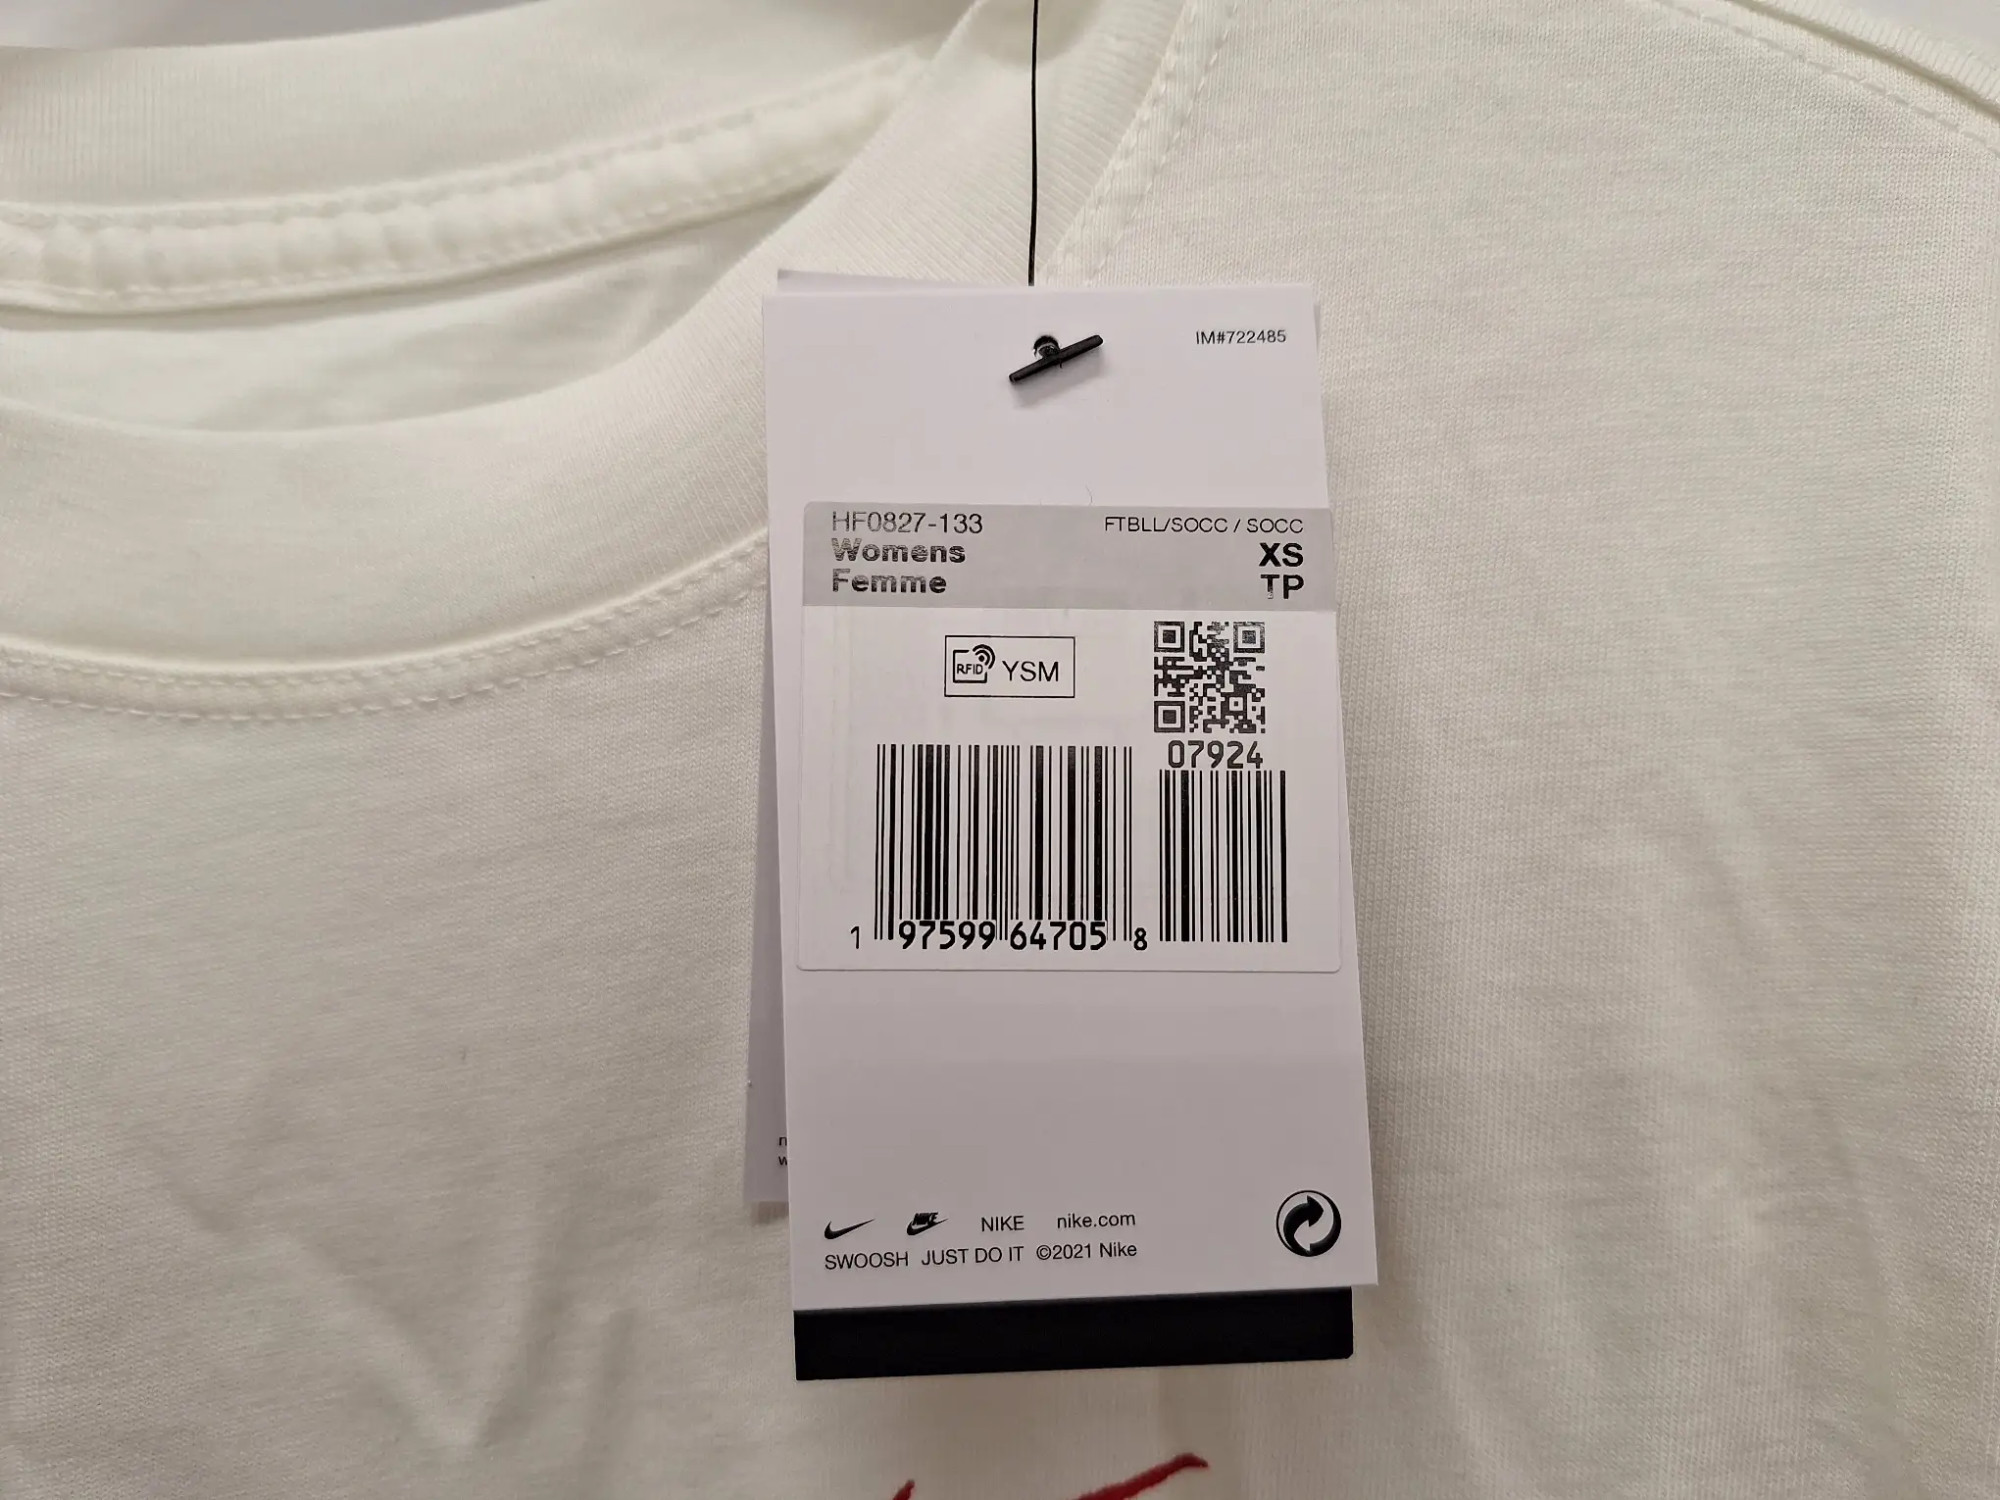 IM#722485
HF0827-133 FTBLL/SOCC / SOCC
Womens XS
Femme TP
RFID YSM
07924
1 97599 64705 8
NIKE NIKE nike.com
SWOOSH JUST DO IT ©2021 Nike